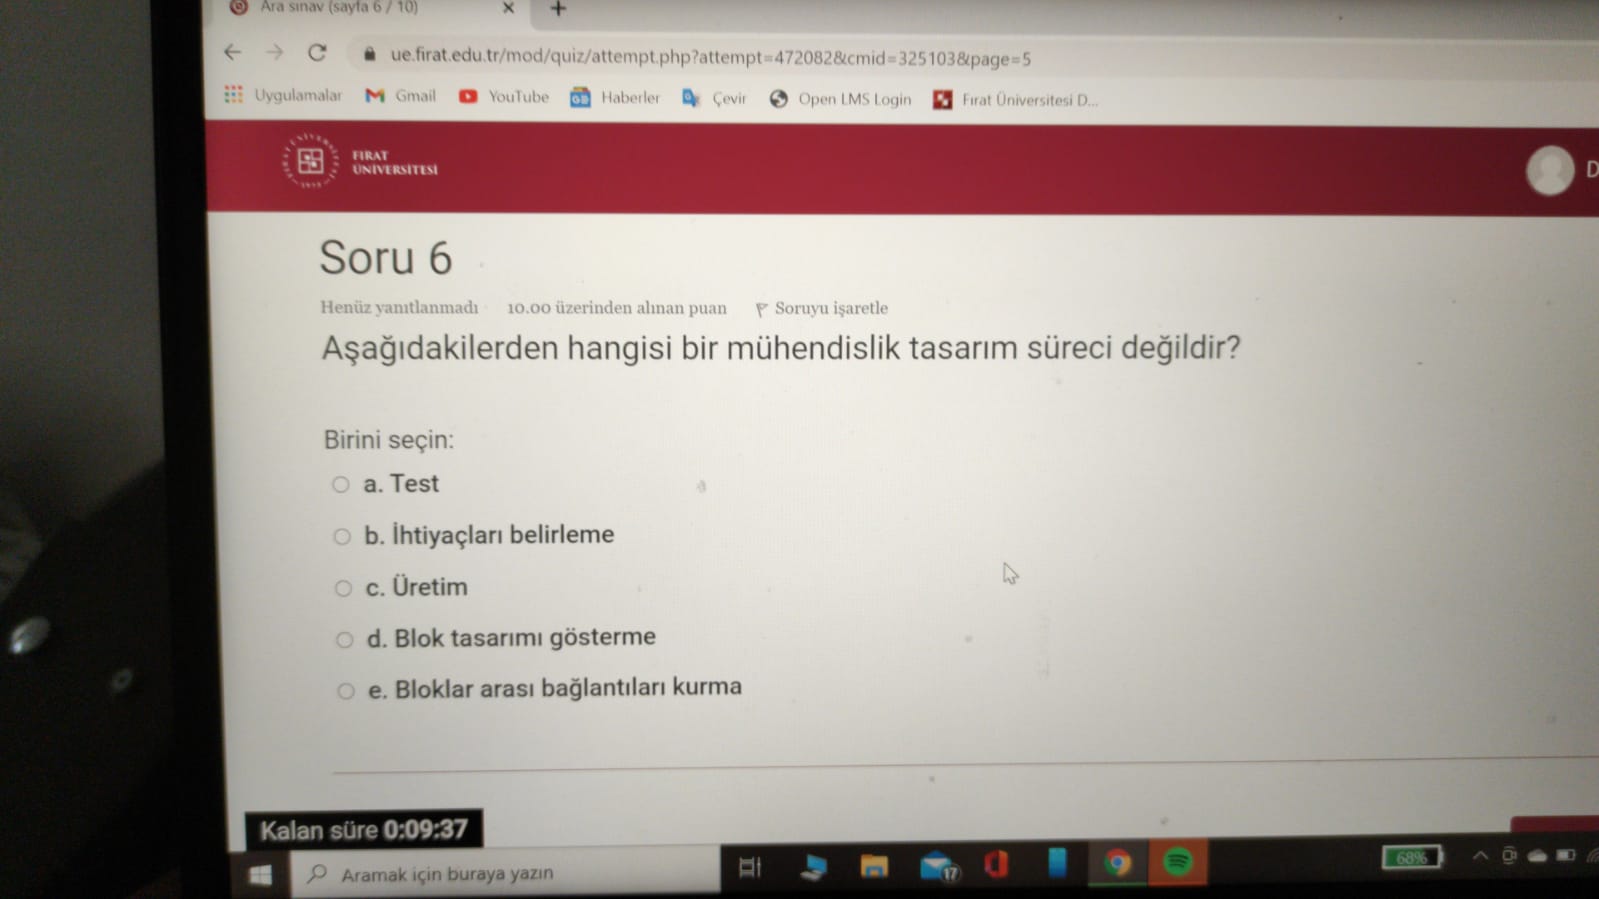 Ara sınav (sayfa 6 / 10)
ue.firat.edu.tr/mod/quiz/attempt.php?attempt=472082&cmid=325103&page=5
Uygulamalar Gmail YouTube Haberler Çevir Open LMS Login Fırat Üniversitesi D...
FIRAT
ÜNİVERSİTESİ
D
Soru 6
Henüz yanıtlanmadı 10.00 üzerinden alınan puan Soruyu işaretle
Aşağıdakilerden hangisi bir mühendislik tasarım süreci değildir?
Birini seçin:
a. Test
b. İhtiyaçları belirleme
c. Üretim
d. Blok tasarımı gösterme
e. Bloklar arası bağlantıları kurma
Kalan süre 0:09:37
Aramak için buraya yazın
17
68%